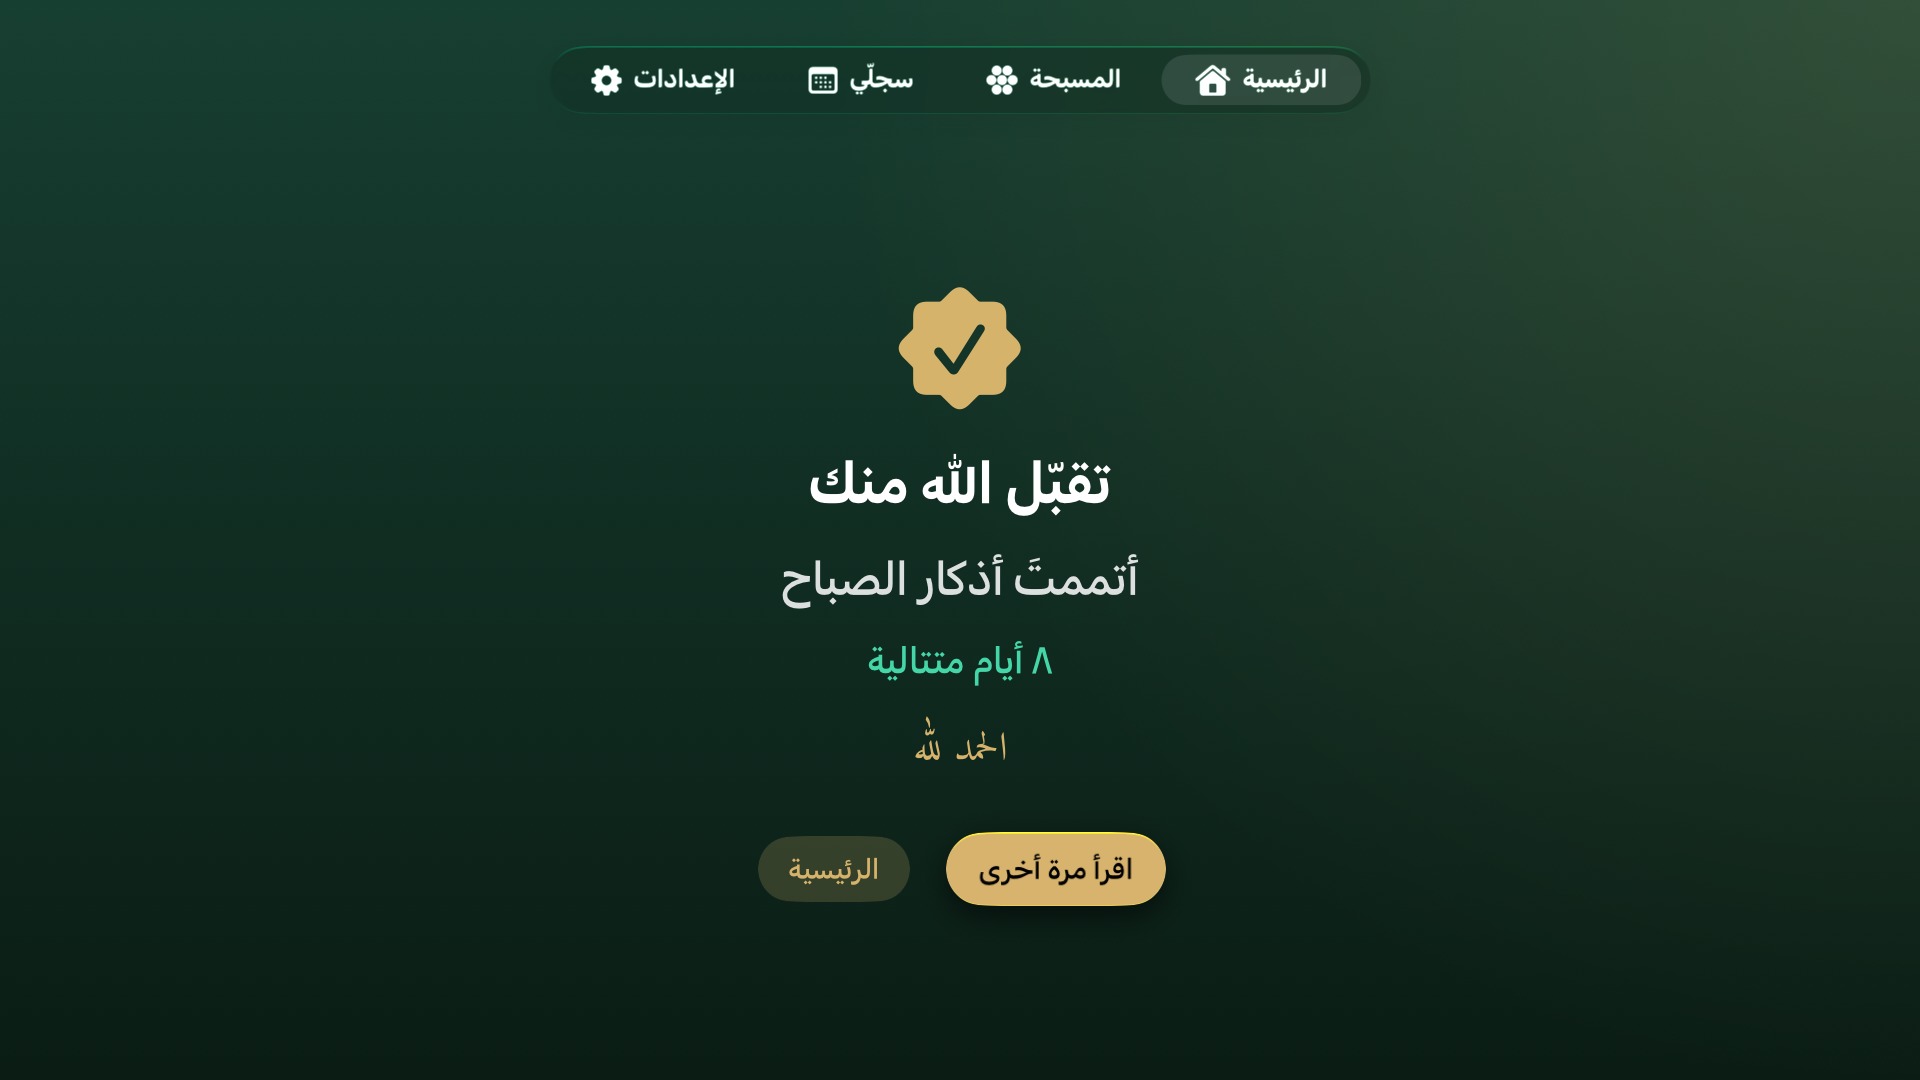 الرئيسية
المسبحة
سجلّي
الإعدادات
تقبّل الله منك
أتممتَ أذكار الصباح
٨ أيام متتالية
الحمد لله
اقرأ مرة أخرى
الرئيسية